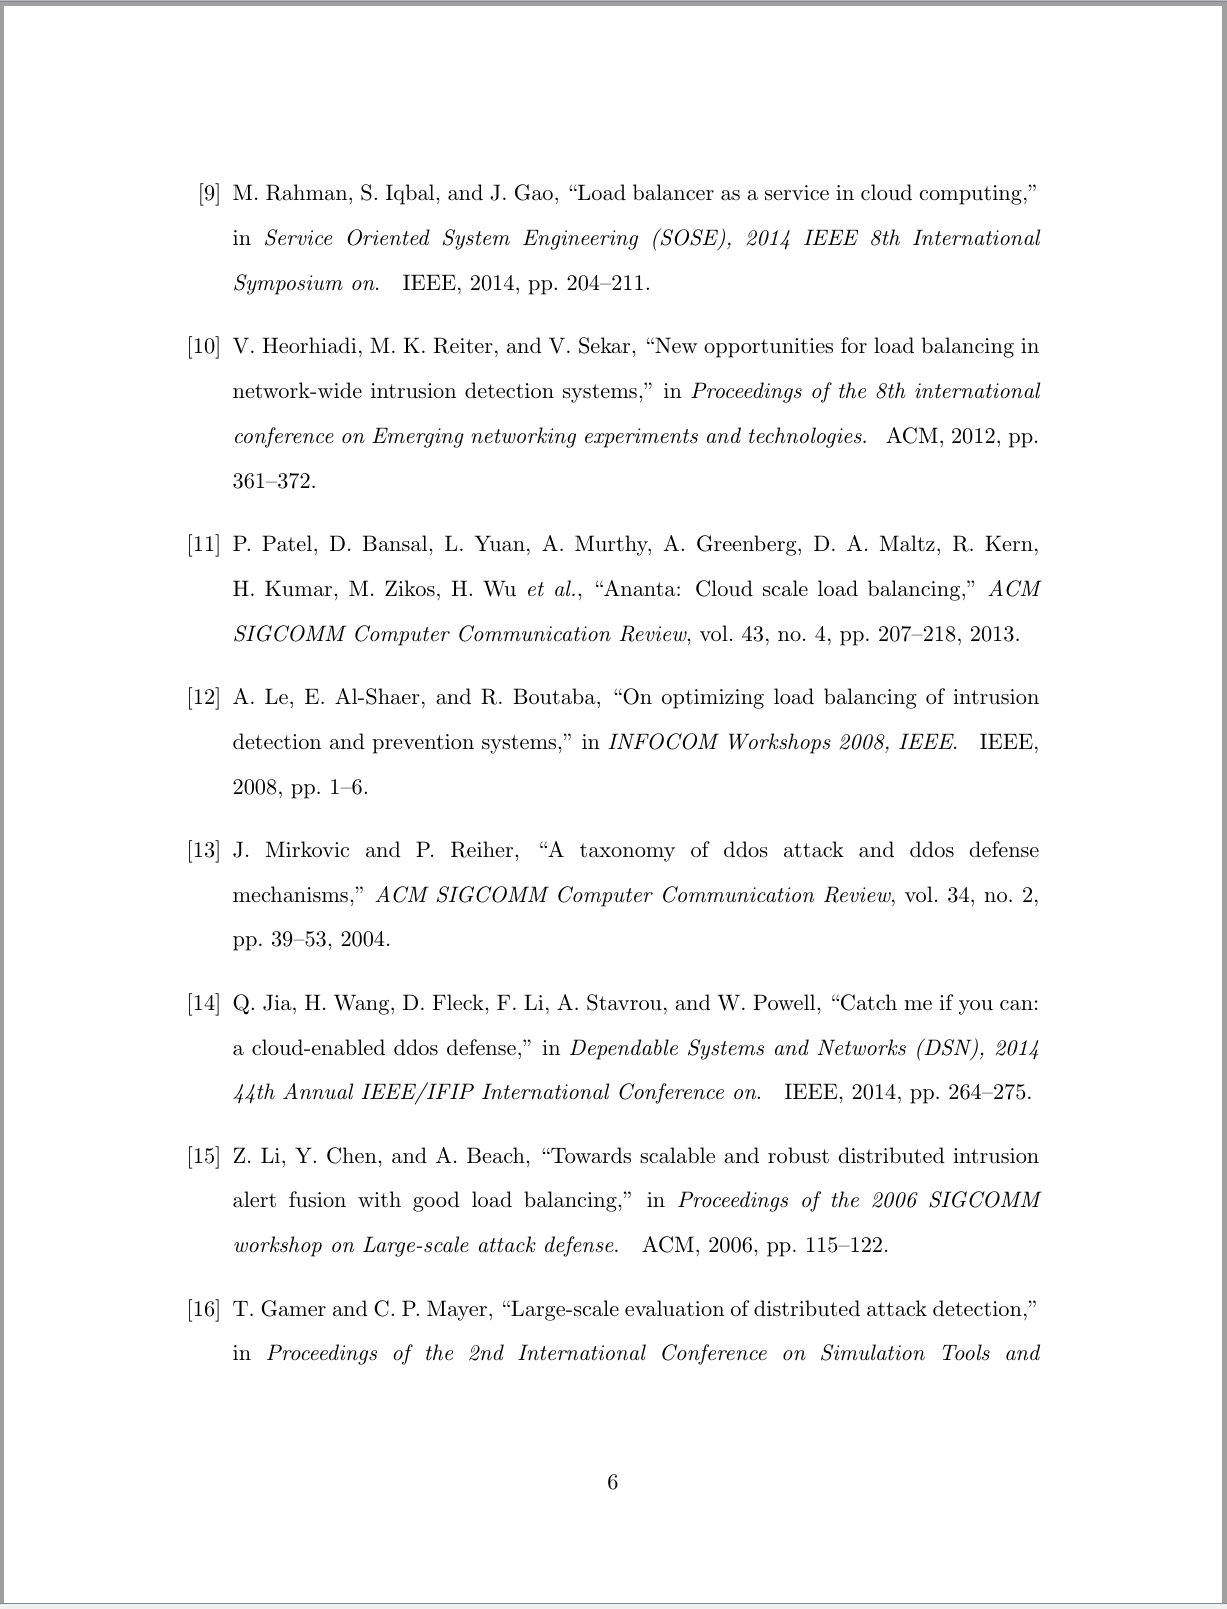 [9] M. Rahman, S. Iqbal, and J. Gao, “Load balancer as a service in cloud computing,”
in Service Oriented System Engineering (SOSE), 2014 IEEE 8th International
Symposium on. IEEE, 2014, pp. 204–211.
[10] V. Heorhiadi, M. K. Reiter, and V. Sekar, “New opportunities for load balancing in
network-wide intrusion detection systems,” in Proceedings of the 8th international
conference on Emerging networking experiments and technologies. ACM, 2012, pp.
361–372.
[11] P. Patel, D. Bansal, L. Yuan, A. Murthy, A. Greenberg, D. A. Maltz, R. Kern,
H. Kumar, M. Zikos, H. Wu et al., “Ananta: Cloud scale load balancing,” ACM
SIGCOMM Computer Communication Review, vol. 43, no. 4, pp. 207–218, 2013.
[12] A. Le, E. Al-Shaer, and R. Boutaba, “On optimizing load balancing of intrusion
detection and prevention systems,” in INFOCOM Workshops 2008, IEEE. IEEE,
2008, pp. 1–6.
[13] J. Mirkovic and P. Reiher, “A taxonomy of ddos attack and ddos defense
mechanisms,” ACM SIGCOMM Computer Communication Review, vol. 34, no. 2,
pp. 39–53, 2004.
[14] Q. Jia, H. Wang, D. Fleck, F. Li, A. Stavrou, and W. Powell, “Catch me if you can:
a cloud-enabled ddos defense,” in Dependable Systems and Networks (DSN), 2014
44th Annual IEEE/IFIP International Conference on. IEEE, 2014, pp. 264–275.
[15] Z. Li, Y. Chen, and A. Beach, “Towards scalable and robust distributed intrusion
alert fusion with good load balancing,” in Proceedings of the 2006 SIGCOMM
workshop on Large-scale attack defense. ACM, 2006, pp. 115–122.
[16] T. Gamer and C. P. Mayer, “Large-scale evaluation of distributed attack detection,”
in Proceedings of the 2nd International Conference on Simulation Tools and
6